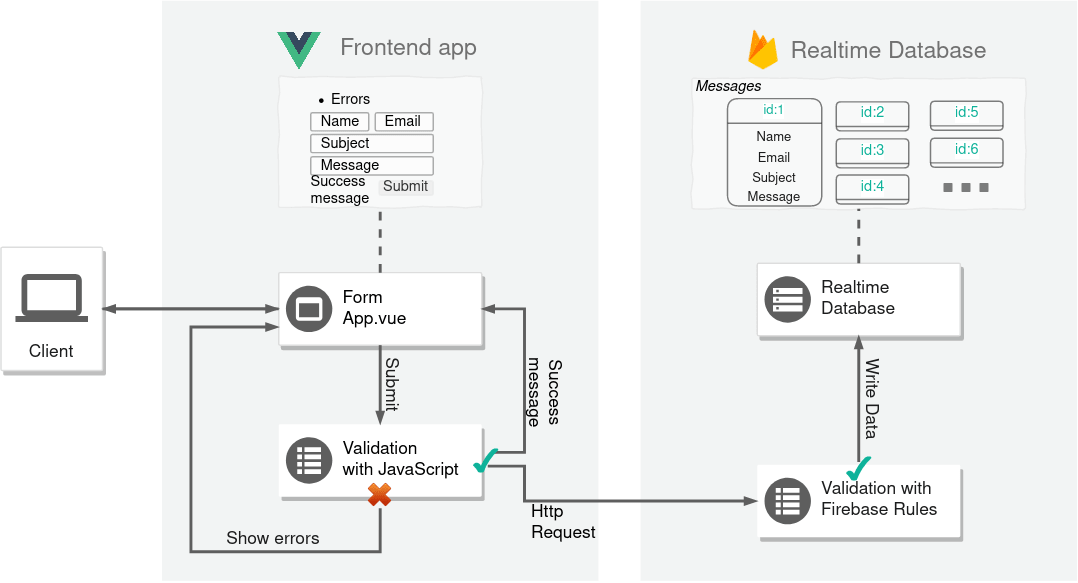 Frontend app
Errors
Name
Email
Subject
Message
Success
message
Submit
Client
Form
App.vue
Submit
Success
message
Validation
with JavaScript
Show errors
Http
Request
Realtime Database
Messages
id:1
Name
Email
Subject
Message
id:2
id:3
id:4
id:5
id:6
Realtime
Database
Write Data
Validation with
Firebase Rules